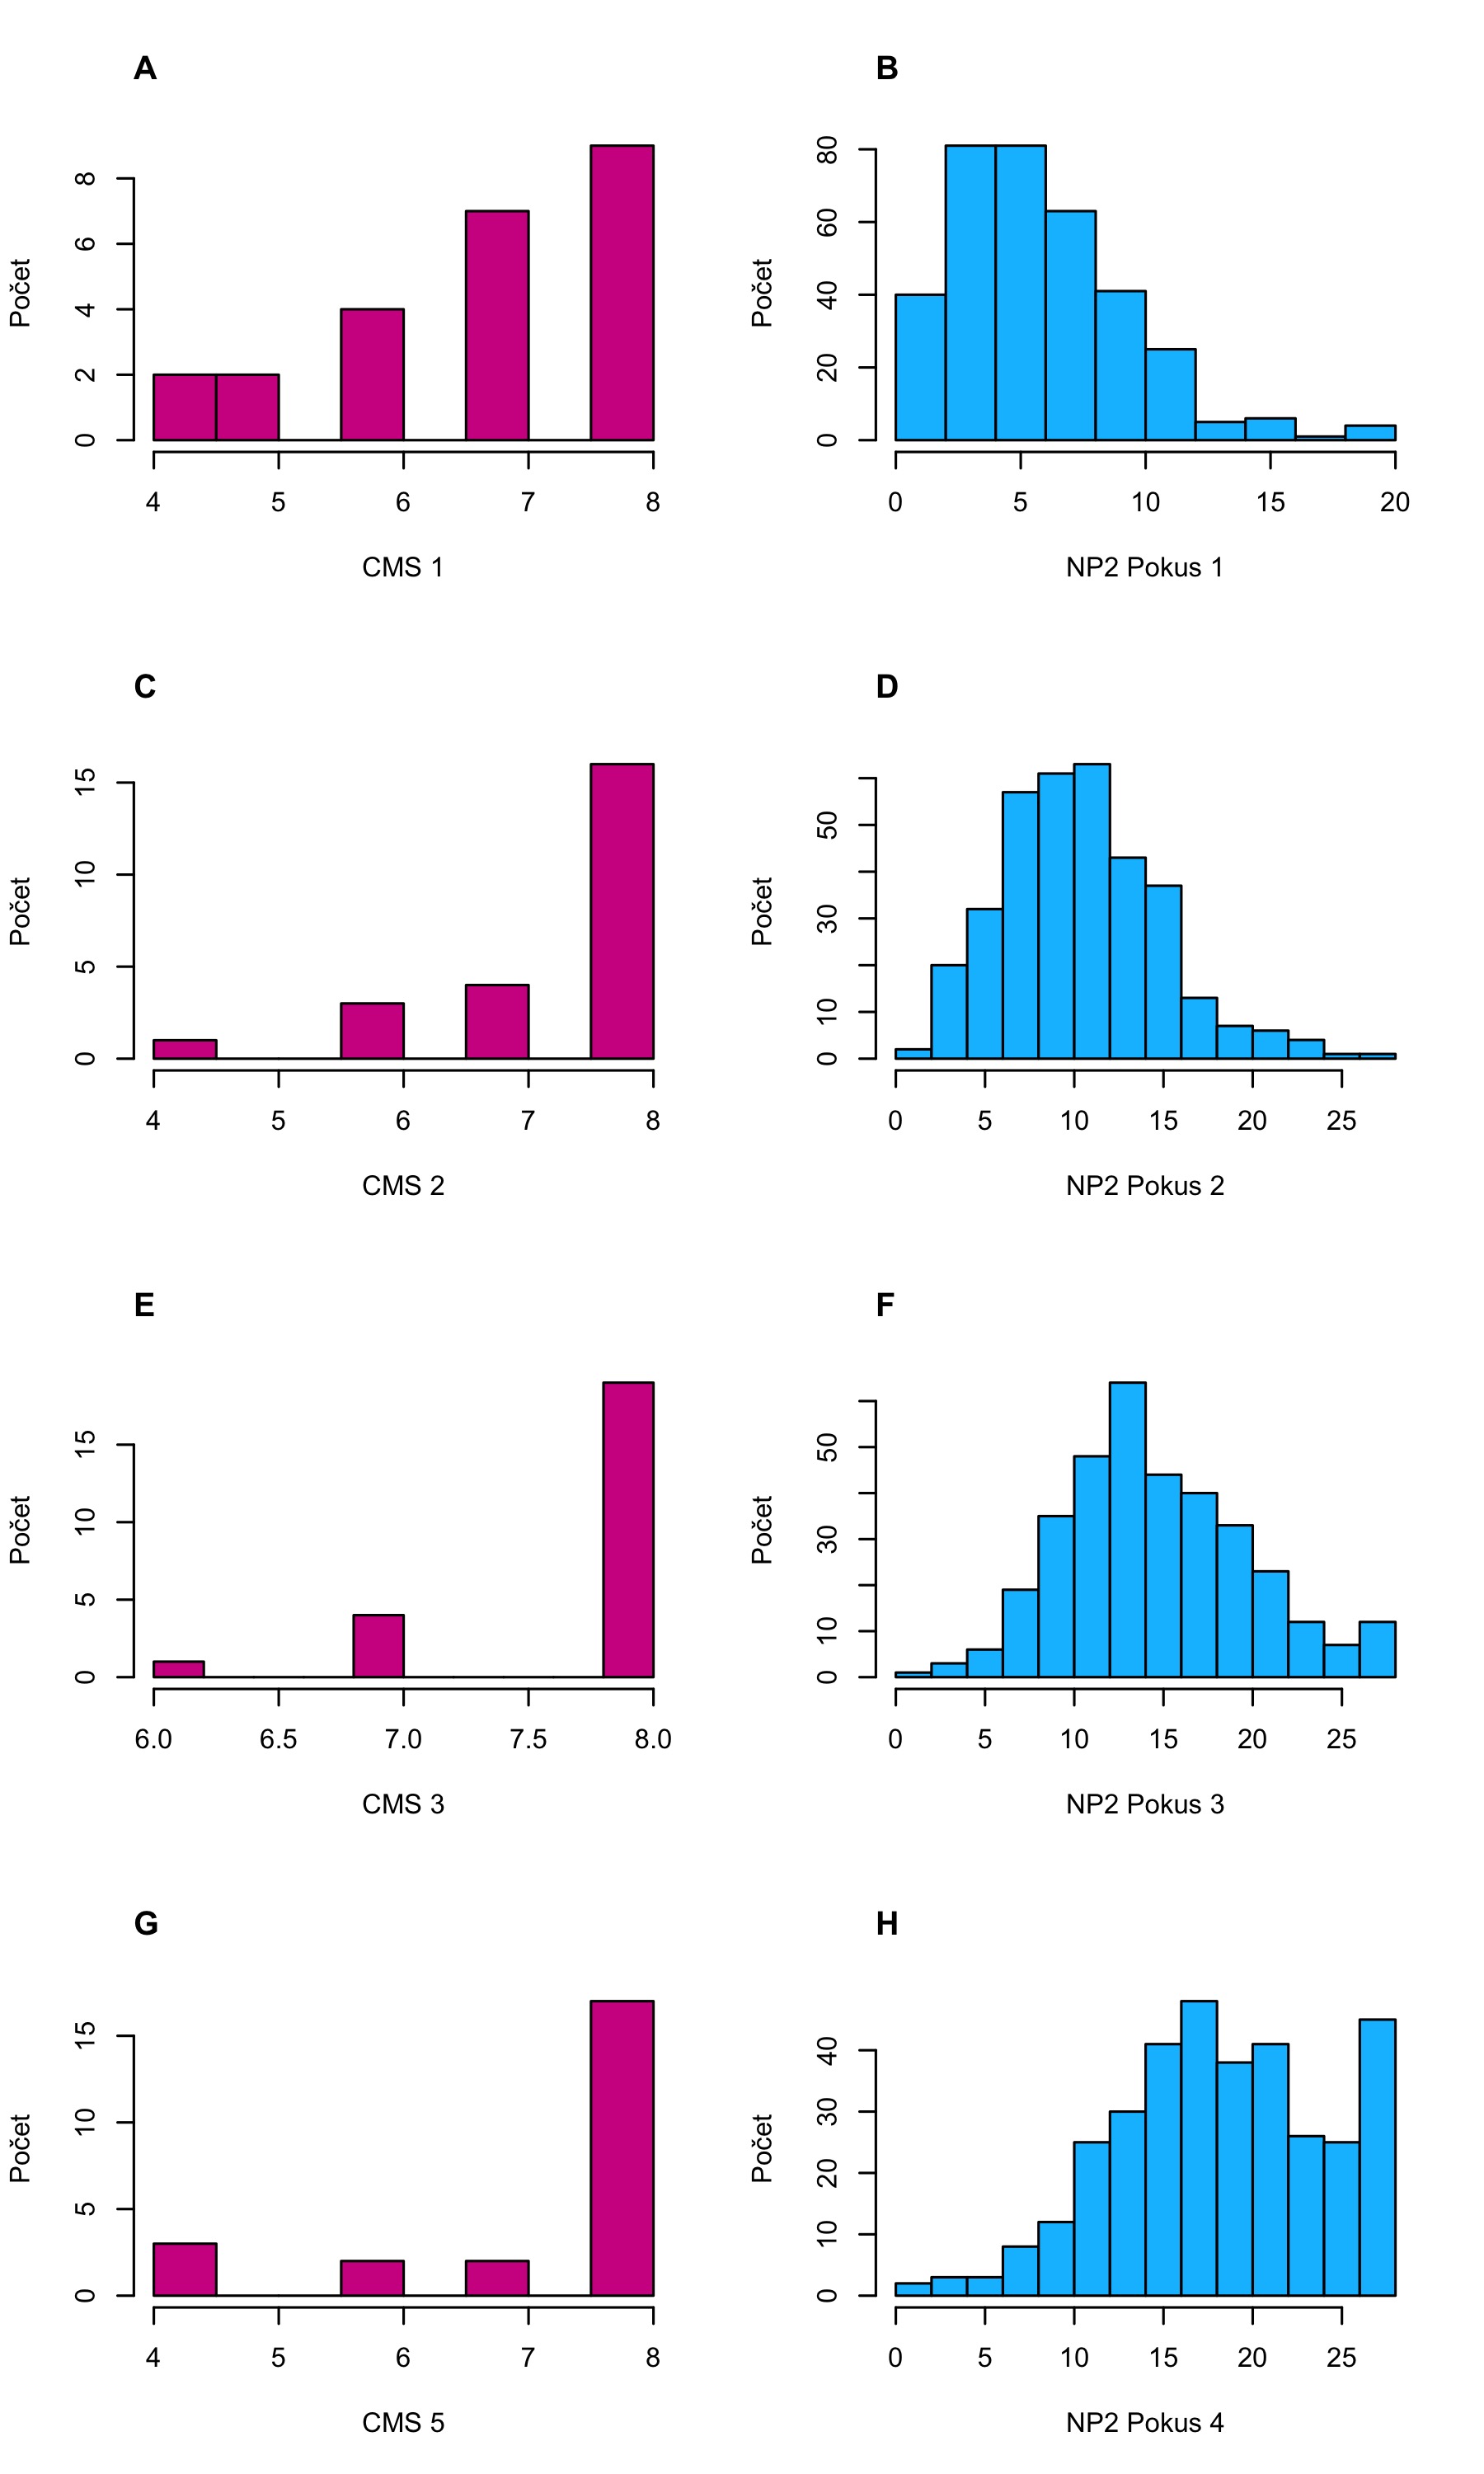 A
Počet
8
6
4
2
0
4 5 6 7 8
CMS 1
B
Počet
80
60
40
20
0
0 5 10 15 20
NP2 Pokus 1
C
Počet
15
10
5
0
4 5 6 7 8
CMS 2
D
Počet
50
30
10
0
0 5 10 15 20 25
NP2 Pokus 2
E
Počet
15
10
5
0
6.0 6.5 7.0 7.5 8.0
CMS 3
F
Počet
50
30
10
0
0 5 10 15 20 25
NP2 Pokus 3
G
Počet
15
10
5
0
4 5 6 7 8
CMS 5
H
Počet
40
30
20
10
0
0 5 10 15 20 25
NP2 Pokus 4